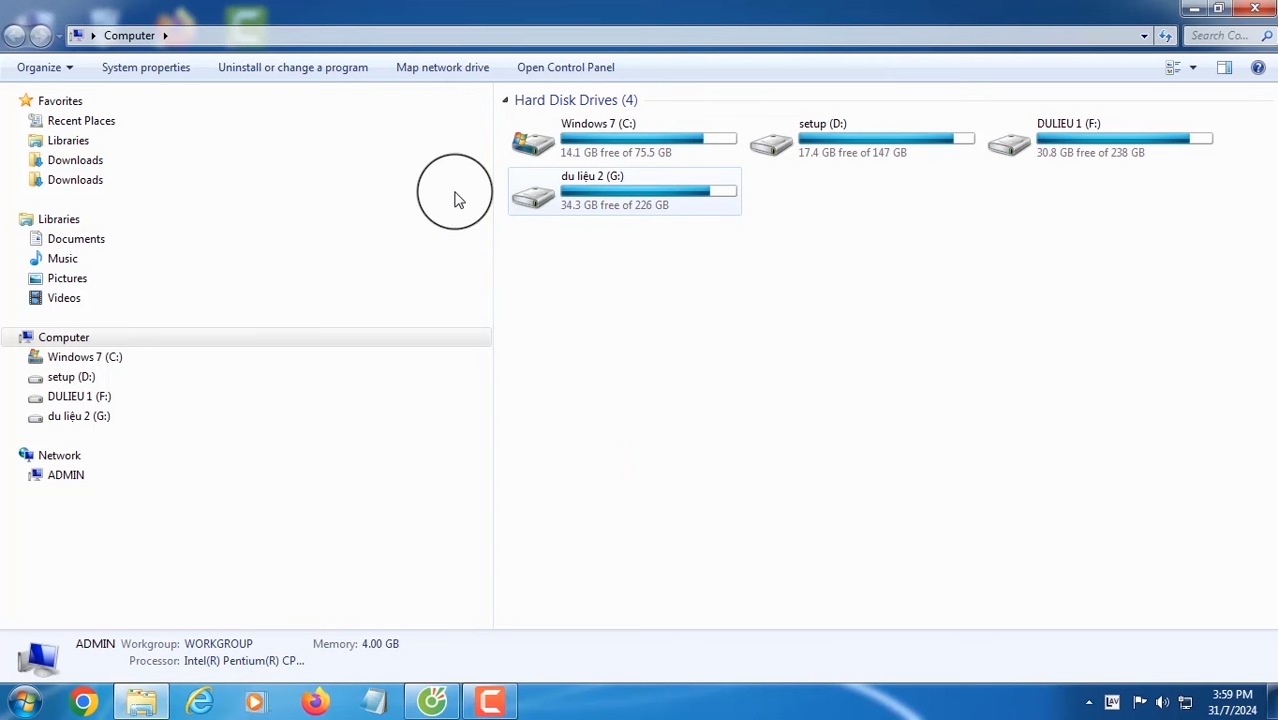 Computer
Search Co...
Organize
System properties
Uninstall or change a program
Map network drive
Open Control Panel
Favorites
Recent Places
Libraries
Downloads
Downloads
Libraries
Documents
Music
Pictures
Videos
Computer
Windows 7 (C:)
setup (D:)
DULIEU 1 (F:)
du liệu 2 (G:)
Network
ADMIN
Hard Disk Drives (4)
Windows 7 (C:)
14.1 GB free of 75.5 GB
setup (D:)
17.4 GB free of 147 GB
DULIEU 1 (F:)
30.8 GB free of 238 GB
du liệu 2 (G:)
34.3 GB free of 226 GB
ADMIN Workgroup: WORKGROUP Memory: 4.00 GB
Processor: Intel(R) Pentium(R) CP...
LAV
3:59 PM
31/7/2024